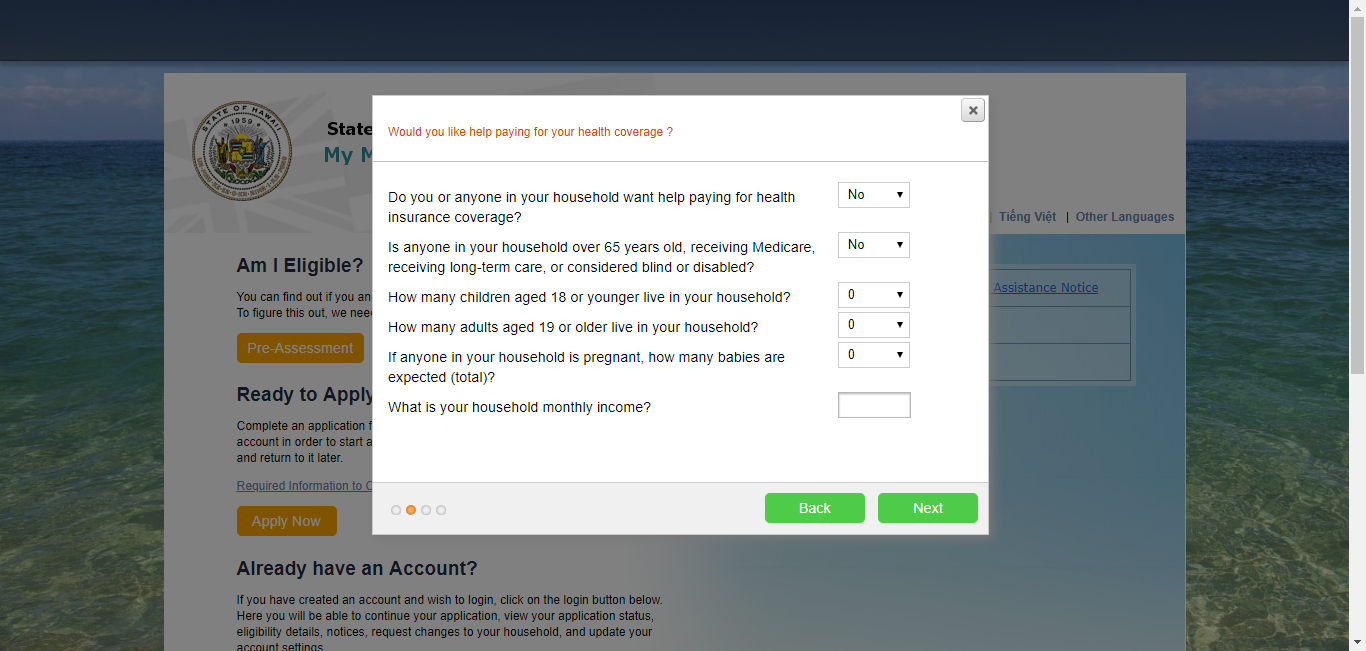 STATE OF HAWAII
1959
State
My M
Tiếng Việt | Other Languages
Would you like help paying for your health coverage ?
Do you or anyone in your household want help paying for health
insurance coverage?
No
Is anyone in your household over 65 years old, receiving Medicare,
receiving long-term care, or considered blind or disabled?
No
How many children aged 18 or younger live in your household?
0
How many adults aged 19 or older live in your household?
0
If anyone in your household is pregnant, how many babies are
expected (total)?
0
What is your household monthly income?
Back
Next
Am I Eligible?
You can find out if you an
To figure this out, we nee
Pre-Assessment
Assistance Notice
Ready to Apply
Complete an application f
account in order to start a
and return to it later.
Required Information to C
Apply Now
Already have an Account?
If you have created an account and wish to login, click on the login button below.
Here you will be able to continue your application, view your application status,
eligibility details, notices, request changes to your household, and update your
account settings